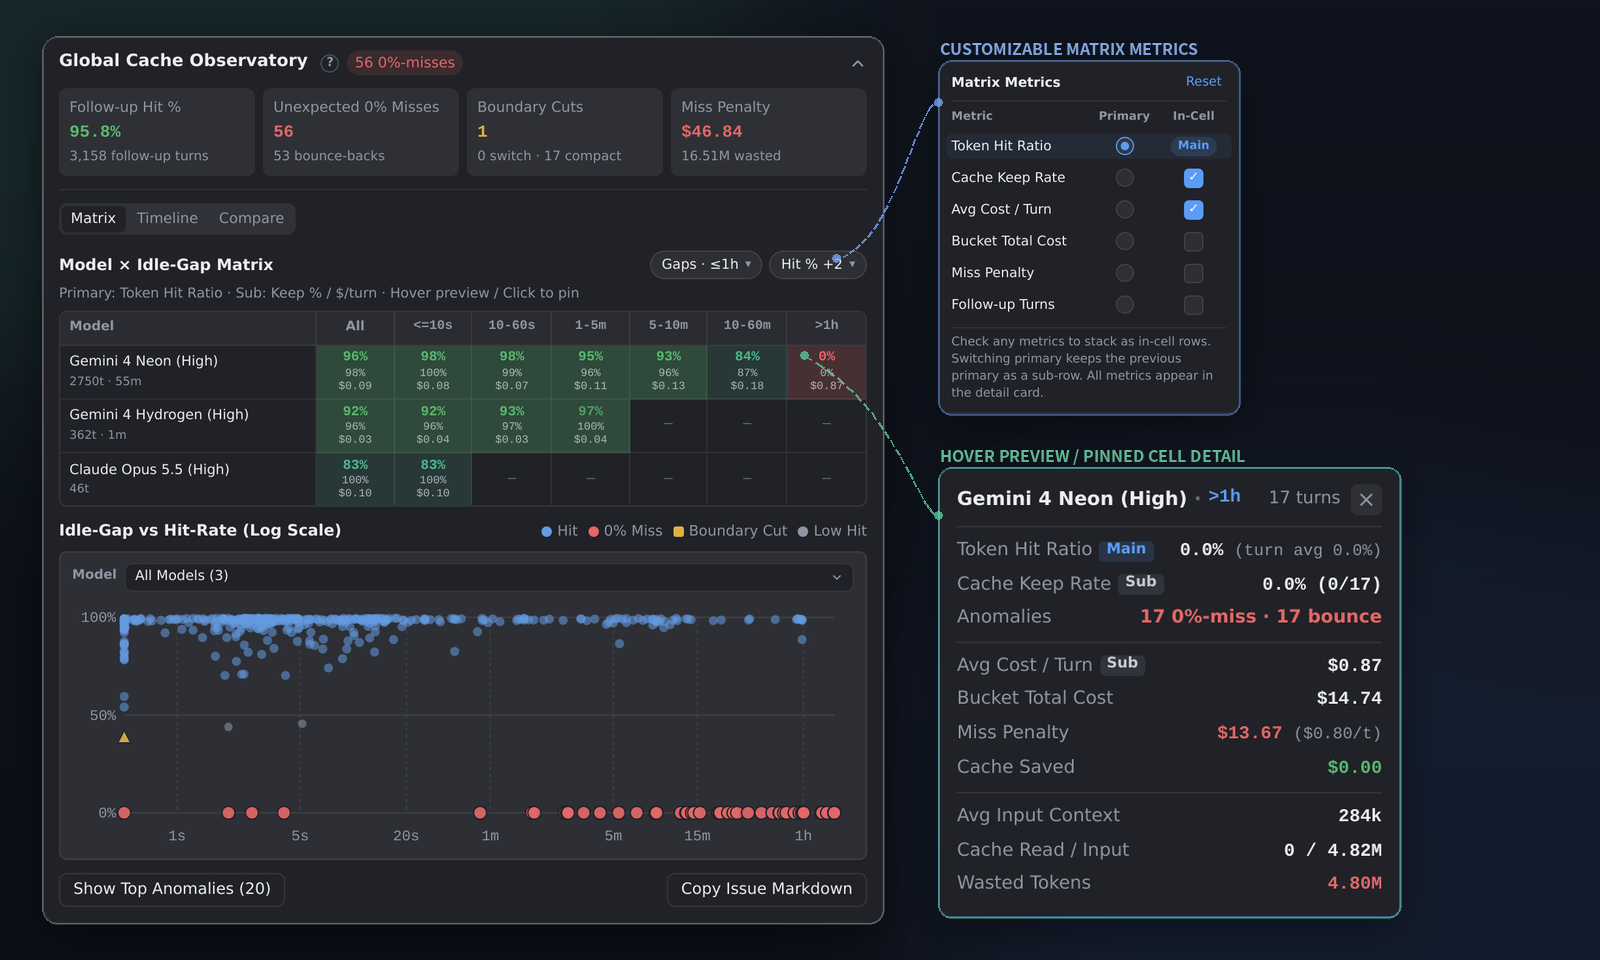 Global Cache Observatory ? 56 0%-misses
Follow-up Hit %
95.8%
3,158 follow-up turns
Unexpected 0% Misses
56
53 bounce-backs
Boundary Cuts
1
0 switch · 17 compact
Miss Penalty
$46.84
16.51M wasted
Matrix Timeline Compare
Model × Idle-Gap Matrix
Gaps · ≤1h ▾ Hit % +2 ▾
Primary: Token Hit Ratio · Sub: Keep % / $/turn · Hover preview / Click to pin
Model All <=10s 10-60s 1-5m 5-10m 10-60m >1h
Gemini 4 Neon (High) 96% 98% 98% 95% 93% 84% 0%
98% 100% 99% 96% 96% 87% 0%
2750t · 55m $0.09 $0.08 $0.07 $0.11 $0.13 $0.18 $0.87
Gemini 4 Hydrogen (High) 92% 92% 93% 97% — — —
96% 96% 97% 100%
362t · 1m $0.03 $0.04 $0.03 $0.04
Claude Opus 5.5 (High) 83% 83% — — — — —
100% 100%
46t $0.10 $0.10
Idle-Gap vs Hit-Rate (Log Scale)
Hit 0% Miss Boundary Cut Low Hit
Model All Models (3)
100%
50%
0%
1s 5s 20s 1m 5m 15m 1h
Show Top Anomalies (20) Copy Issue Markdown
CUSTOMIZABLE MATRIX METRICS
Matrix Metrics Reset
Metric Primary In-Cell
Token Hit Ratio Main
Cache Keep Rate ✓
Avg Cost / Turn ✓
Bucket Total Cost
Miss Penalty
Follow-up Turns
Check any metrics to stack as in-cell rows.
Switching primary keeps the previous
primary as a sub-row. All metrics appear in
the detail card.
HOVER PREVIEW / PINNED CELL DETAIL
Gemini 4 Neon (High) · >1h 17 turns ×
Token Hit Ratio Main 0.0% (turn avg 0.0%)
Cache Keep Rate Sub 0.0% (0/17)
Anomalies 17 0%-miss · 17 bounce
Avg Cost / Turn Sub $0.87
Bucket Total Cost $14.74
Miss Penalty $13.67 ($0.80/t)
Cache Saved $0.00
Avg Input Context 284k
Cache Read / Input 0 / 4.82M
Wasted Tokens 4.80M